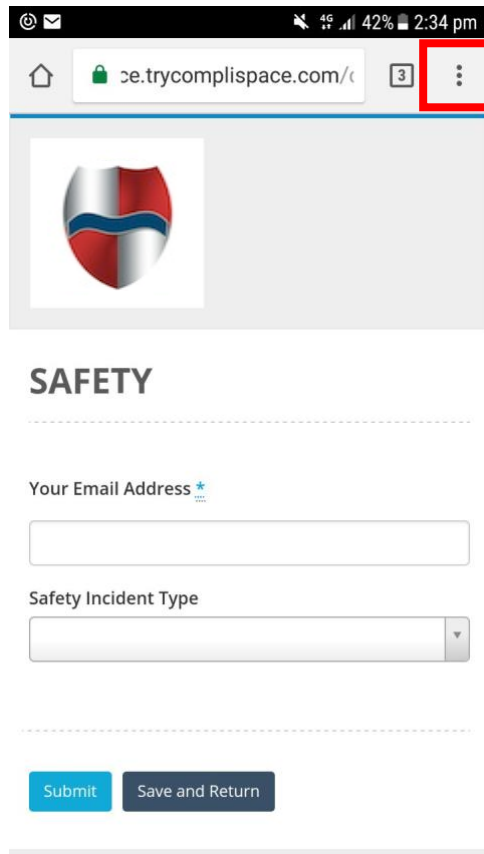 4G 42% 2:34 pm
ce.trycomplispace.com/ 3
SAFETY
Your Email Address *
Safety Incident Type
Submit Save and Return